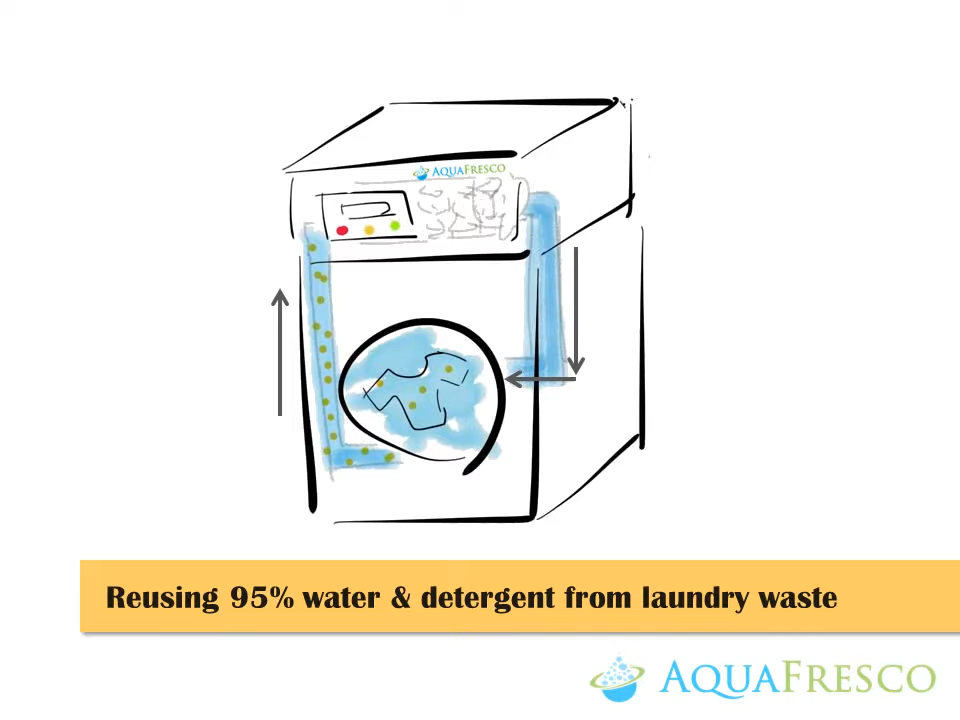 AQUAFRESCO
Reusing 95% water & detergent from laundry waste
AQUAFRESCO